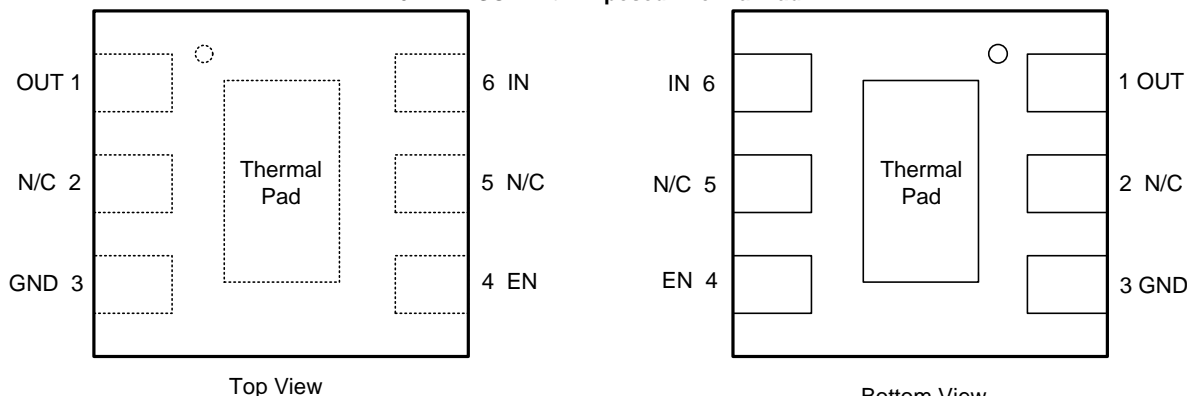 OUT 1
6 IN
Thermal
Pad
N/C 2
5 N/C
GND 3
4 EN
Top View
IN 6
1 OUT
Thermal
Pad
N/C 5
2 N/C
EN 4
3 GND
Bottom View